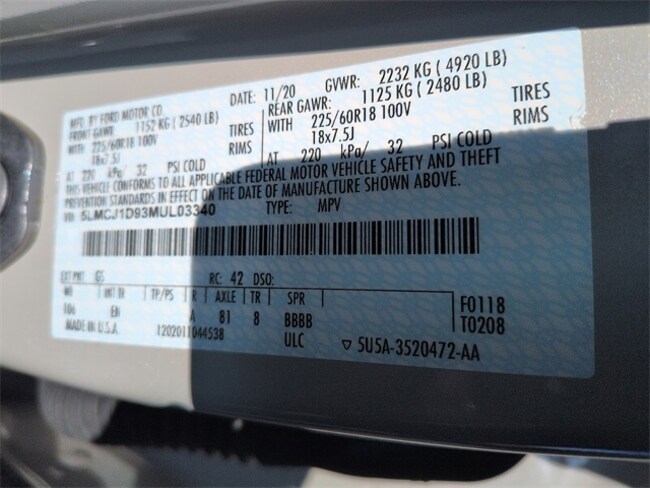 MFD. BY FORD MOTOR CO.
DATE: 11/20 GVWR: 2232 KG ( 4920 LB)
FRONT GAWR: 1152 KG ( 2540 LB)
REAR GAWR: 1125 KG ( 2480 LB)
WITH 225/60R18 100V TIRES
WITH 225/60R18 100V TIRES
18x7.5J RIMS
18x7.5J RIMS
AT 220 kPa/ 32 PSI COLD
AT 220 kPa/ 32 PSI COLD
THIS VEHICLE CONFORMS TO ALL APPLICABLE FEDERAL MOTOR VEHICLE SAFETY AND THEFT
PREVENTION STANDARDS IN EFFECT ON THE DATE OF MANUFACTURE SHOWN ABOVE.
VIN: 5LMCJ1D93MUL03340 TYPE: MPV
EXT PNT: GS RC: 42 DSO:
WB INT TR TP/PS R AXLE TR SPR
106 EN A 81 8 BBBB
F0118
T0208
MADE IN U.S.A. 1202011044538 ULC
5U5A-3520472-AA